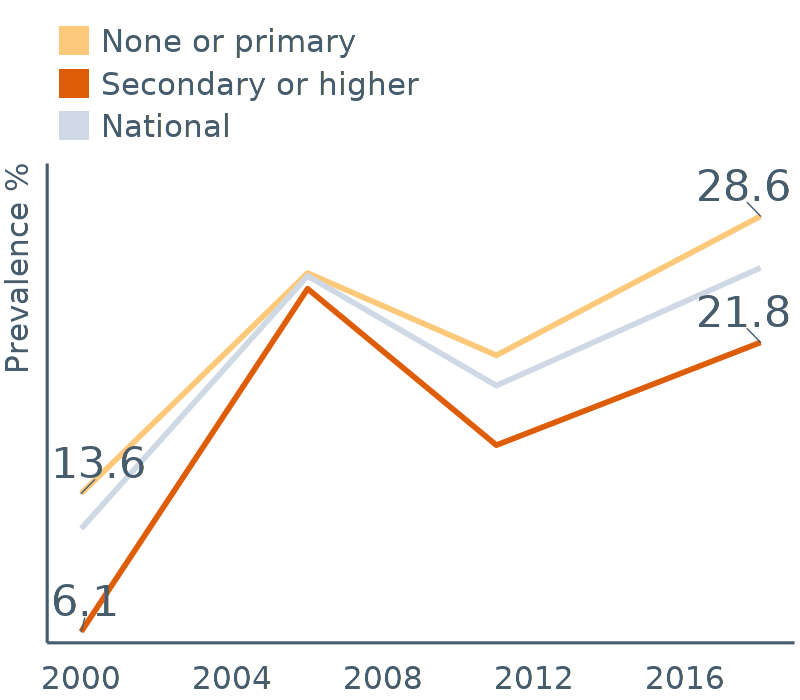 None or primary
Secondary or higher
National
Prevalence %
28.6
21.8
13.6
6.1
2000 2004 2008 2012 2016